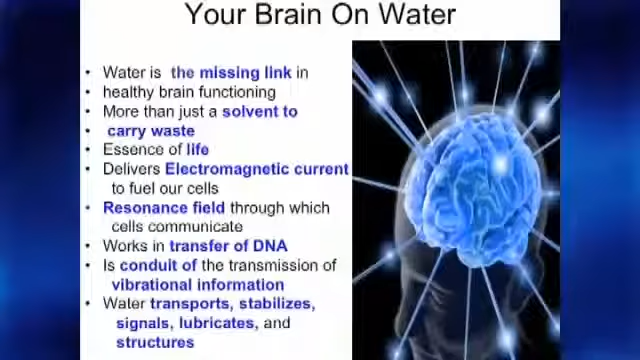 Your Brain On Water
• Water is the missing link in
• healthy brain functioning
• More than just a solvent to
• carry waste
• Essence of life
• Delivers Electromagnetic current
to fuel our cells
• Resonance field through which
cells communicate
• Works in transfer of DNA
• Is conduit of the transmission of
vibrational information
• Water transports, stabilizes,
signals, lubricates, and
structures